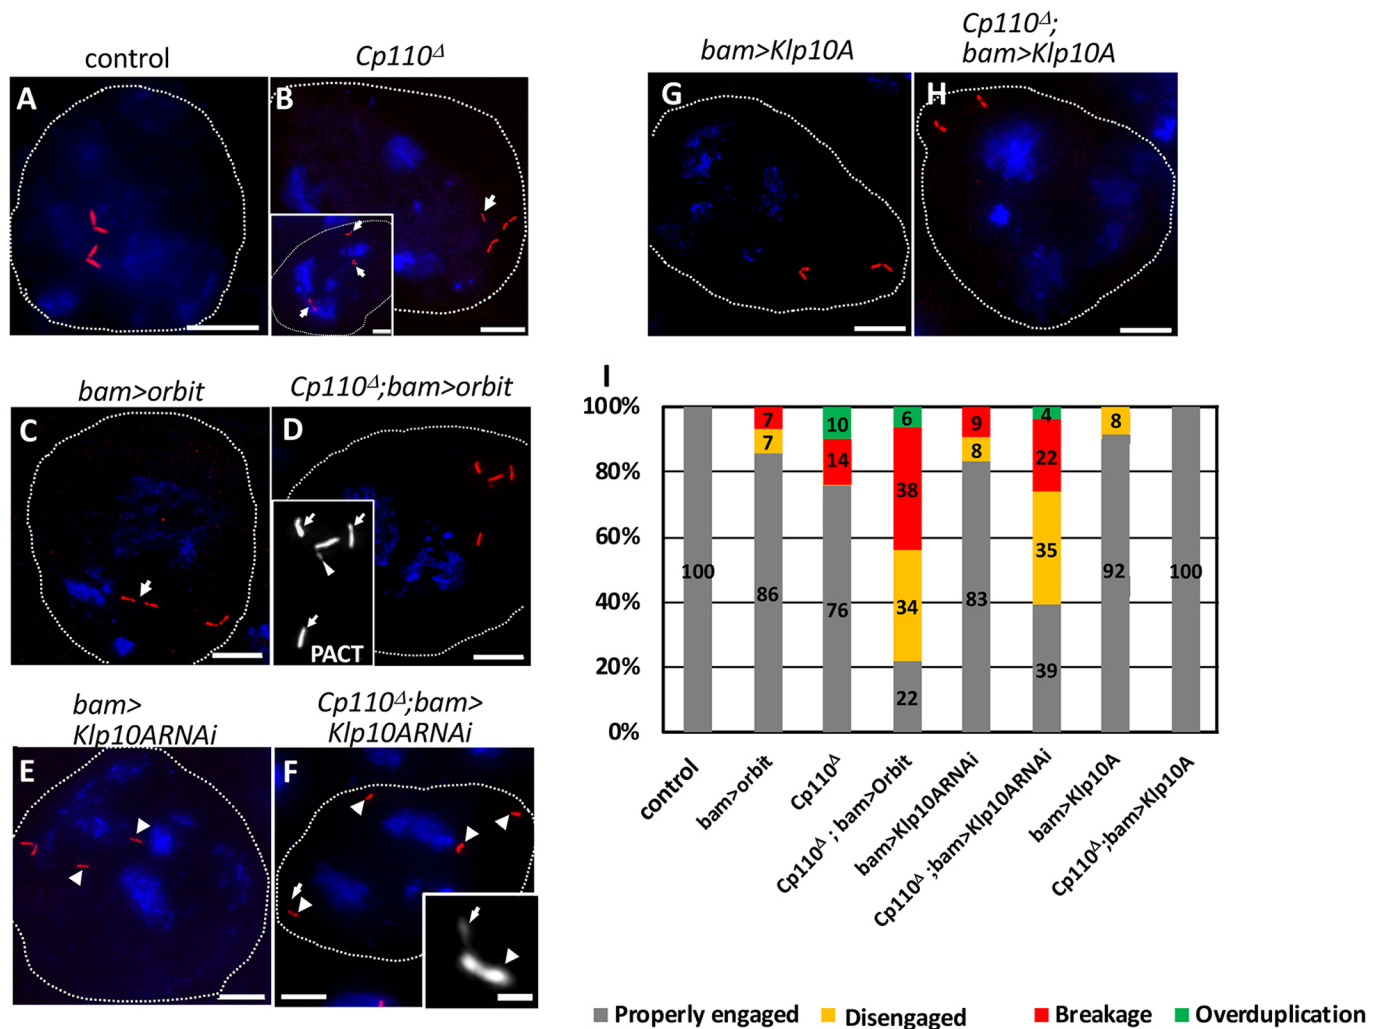 control
Cp110Δ
bam>Klp10A
Cp110Δ;
bam>Klp10A
A
B
G
H
bam>orbit
Cp110Δ;bam>orbit
C
D
PACT
bam>
Klp10ARNAi
Cp110Δ;bam>
Klp10ARNAi
E
F
I
100%
80%
60%
40%
20%
0%
100
7
7
86
10
14
76
6
38
34
22
9
8
83
4
22
35
39
8
92
100
control
bam>orbit
Cp110Δ
Cp110Δ ; bam>Orbit
bam>Klp10ARNAi
Cp110Δ ;bam>Klp10ARNAi
bam>Klp10A
Cp110Δ;bam>Klp10A
Properly engaged
Disengaged
Breakage
Overduplication